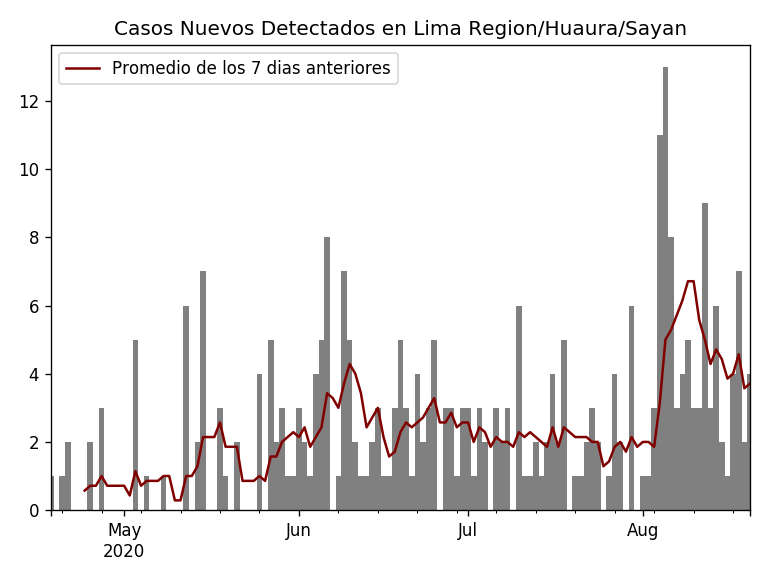 Casos Nuevos Detectados en Lima Region/Huaura/Sayan
Promedio de los 7 dias anteriores
12
10
8
6
4
2
0
May
2020
Jun
Jul
Aug